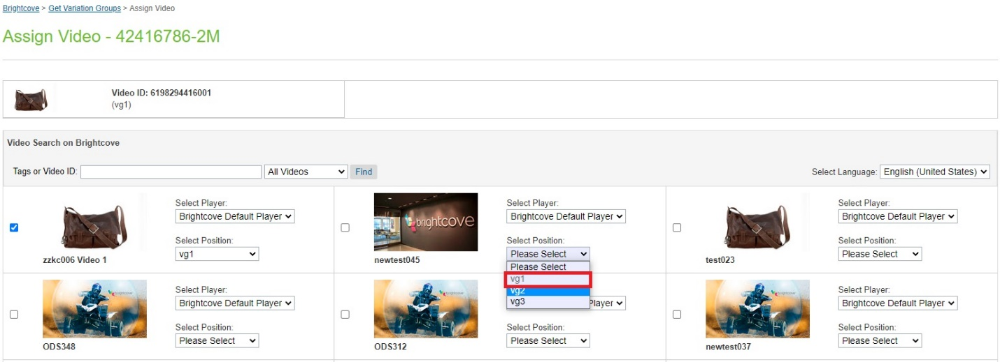 Brightcove > Get Variation Groups > Assign Video
Assign Video - 42416786-2M
Video ID: 6198294416001
(vg1)
Video Search on Brightcove
Tags or Video ID: All Videos Find Select Language: English (United States)
Select Player:
Brightcove Default Player
Select Position:
vg1
zzkc006 Video 1
brightcove
Select Player:
Brightcove Default Player
Select Position:
Please Select
Please Select
vg1
vg2
vg3
newtest045
Select Player:
Brightcove Default Player
Select Position:
Please Select
test023
brightcove
Select Player:
Brightcove Default Player
Select Position:
Please Select
ODS348
brightcove
Player
Select Position:
Please Select
ODS312
brightcove
Select Player:
Brightcove Default Player
Select Position:
Please Select
newtest037